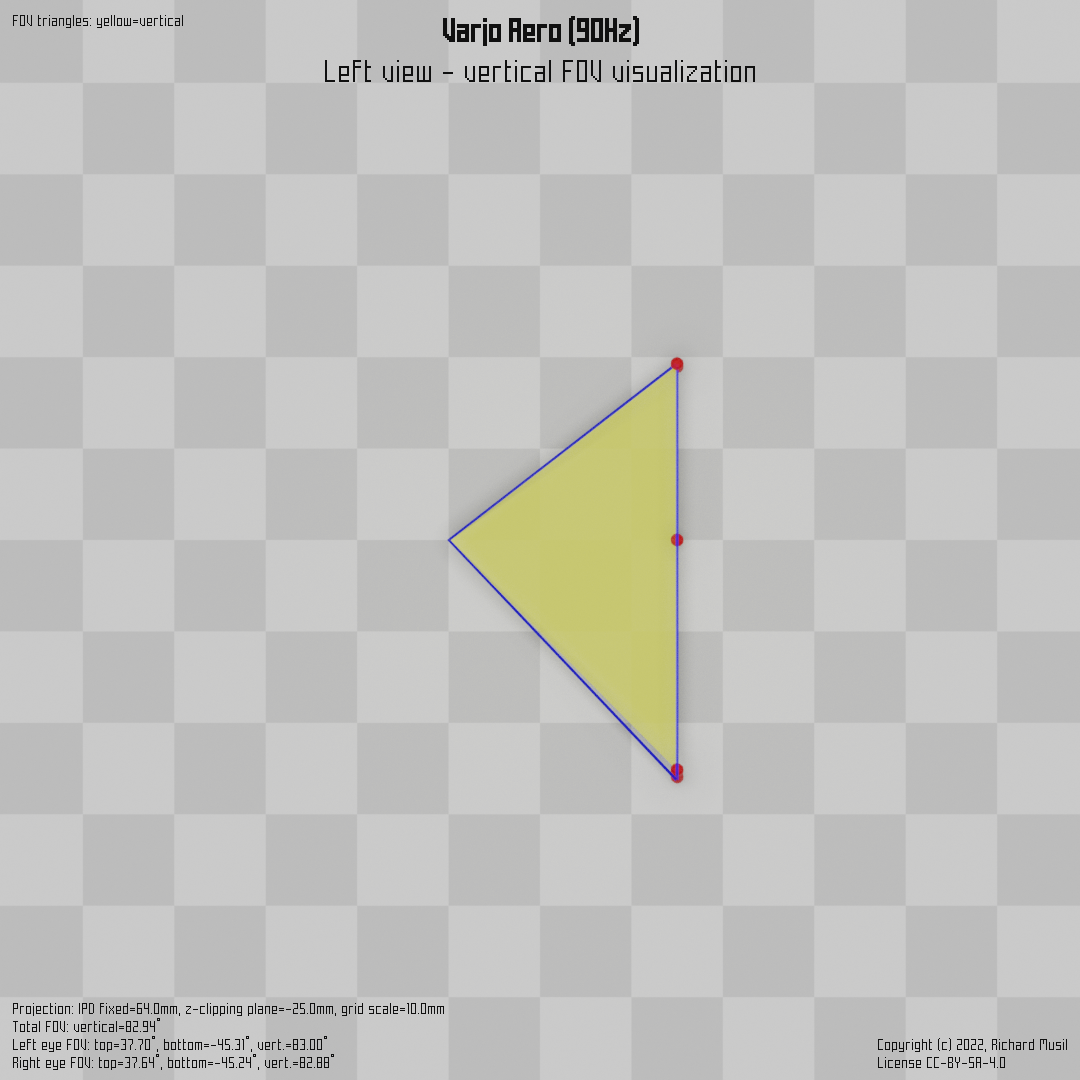 FOV triangles: yellow=vertical
Varjo Aero (90Hz)
Left view - vertical FOV visualization
Projection: IPD fixed=64.0mm, z-clipping plane=-25.0mm, grid scale=10.0mm
Total FOV: vertical=82.94°
Left eye FOV: top=37.70°, bottom=-45.31°, vert.=83.00°
Right eye FOV: top=37.64°, bottom=-45.24°, vert.=82.88°
Copyright (c) 2022, Richard Musil
License CC-BY-SA-4.0